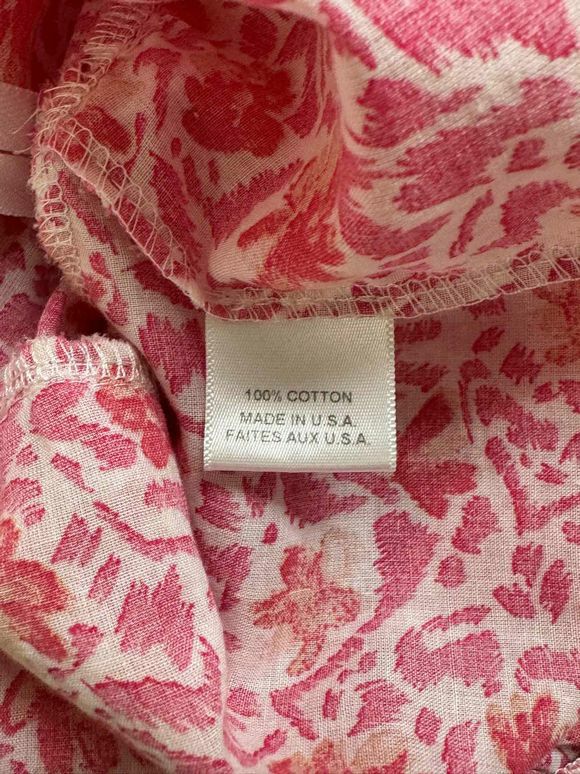 100% COTTON
MADE IN U.S.A.
FAITES AUX U.S.A.